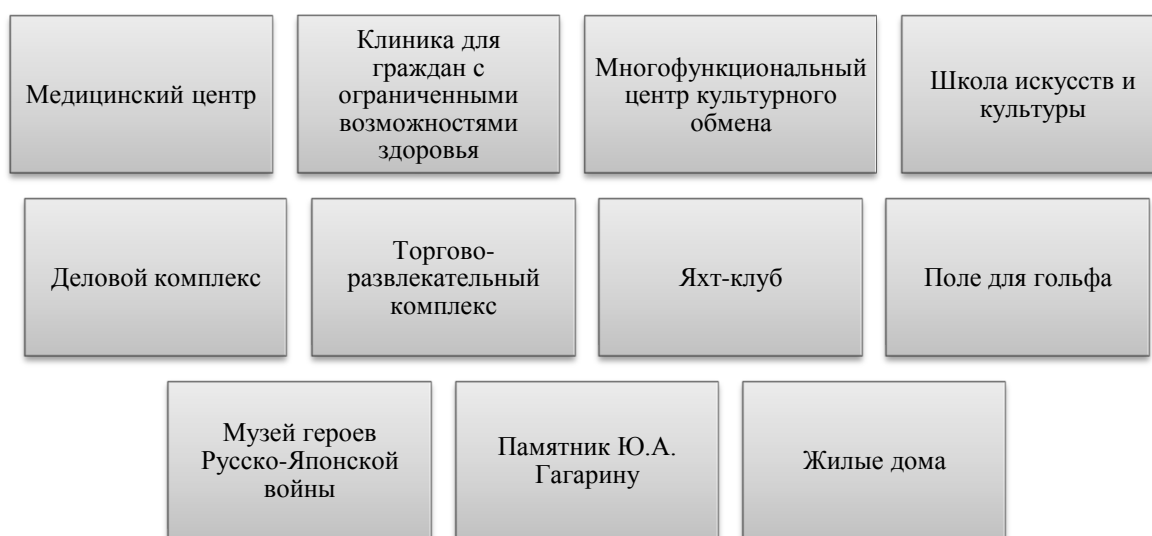 Медицинский центр
Клиника для
граждан с
ограниченными
возможностями
здоровья
Многофункциональный
центр культурного
обмена
Школа искусств и
культуры
Деловой комплекс
Торгово-
развлекательный
комплекс
Яхт-клуб
Поле для гольфа
Музей героев
Русско-Японской
войны
Памятник Ю.А.
Гагарину
Жилые дома